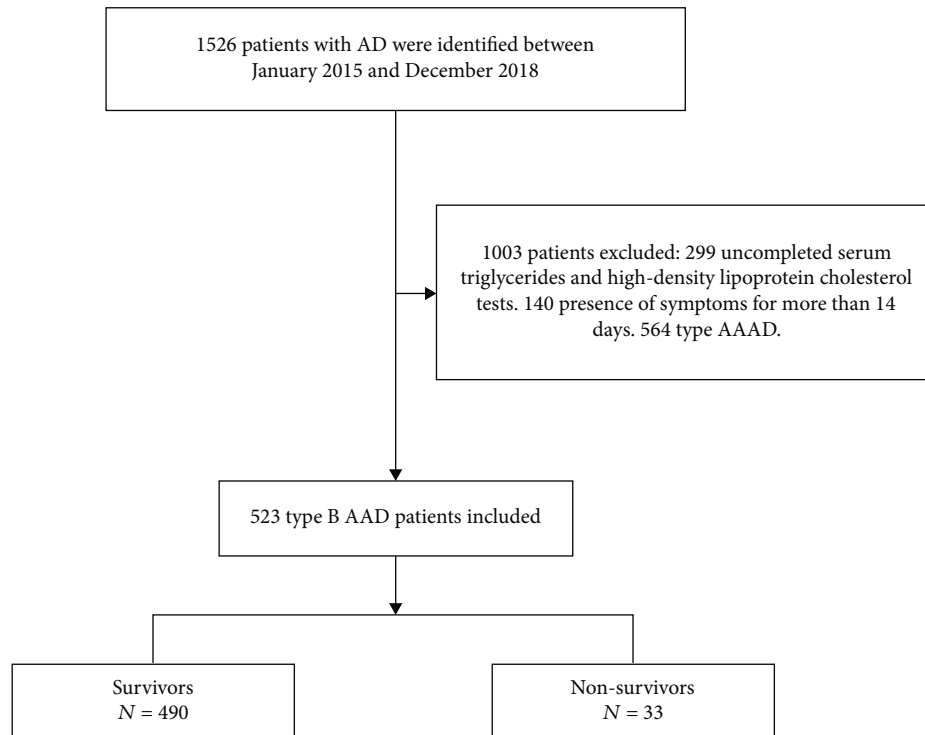 1526 patients with AD were identified between
January 2015 and December 2018
1003 patients excluded: 299 uncompleted serum
triglycerides and high-density lipoprotein cholesterol
tests. 140 presence of symptoms for more than 14
days. 564 type AAAD.
523 type B AAD patients included
Survivors
N = 490
Non-survivors
N = 33